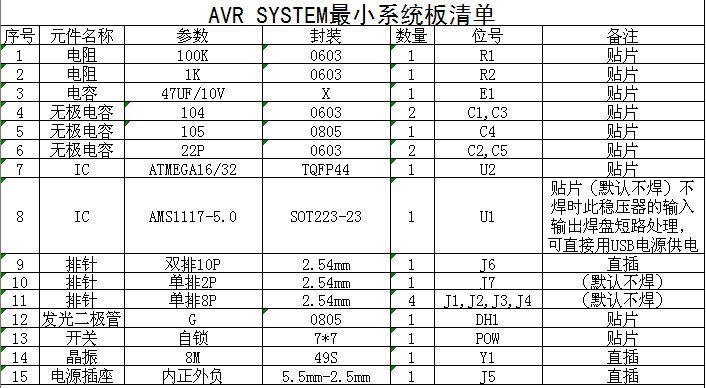 AVR SYSTEM最小系统板清单
序号 元件名称 参数 封装 数量 位号 备注
1 电阻 100K 0603 1 R1 贴片
2 电阻 1K 0603 1 R2 贴片
3 电容 47UF/10V X 1 E1 贴片
4 无极电容 104 0603 2 C1,C3 贴片
5 无极电容 105 0805 1 C4 贴片
6 无极电容 22P 0603 2 C2,C5 贴片
7 IC ATMEGA16/32 TQFP44 1 U2 贴片
8 IC AMS1117-5.0 SOT223-23 1 U1 贴片（默认不焊）不
焊时此稳压器的输入
输出焊盘短路处理，
可直接用USB电源供电
9 排针 双排10P 2.54mm 1 J6 直插
10 排针 单排2P 2.54mm 1 J7 （默认不焊）
11 排针 单排8P 2.54mm 4 J1,J2,J3,J4 （默认不焊）
12 发光二极管 G 0805 1 DH1 贴片
13 开关 自锁 7*7 1 POW 贴片
14 晶振 8M 49S 1 Y1 直插
15 电源插座 内正外负 5.5mm-2.5mm 1 J5 直插